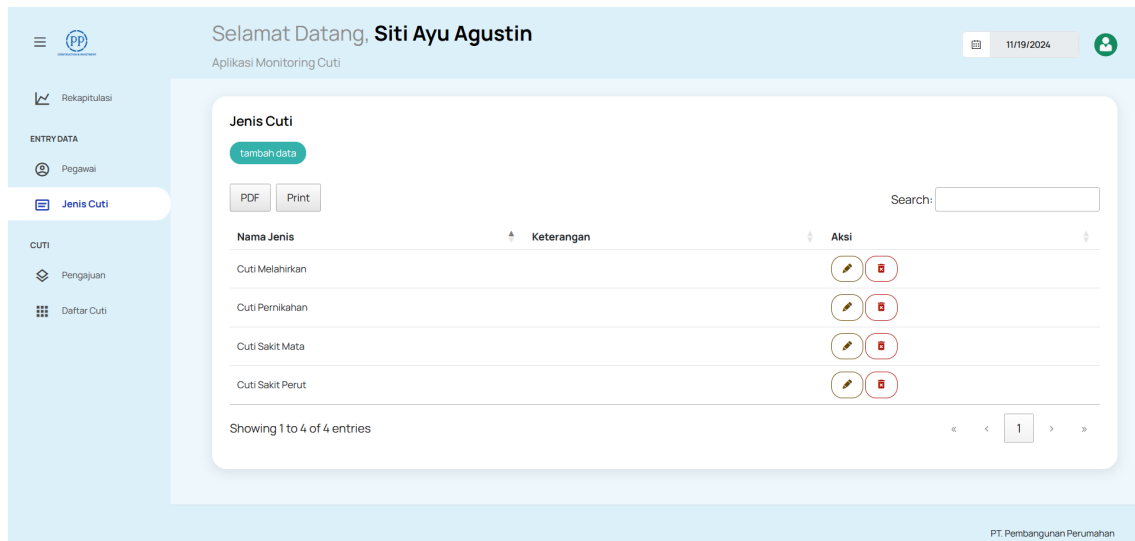 Selamat Datang, Siti Ayu Agustin
Aplikasi Monitoring Cuti
11/19/2024
PP
Rekapitulasi
ENTRY DATA
Pegawai
Jenis Cuti
CUTI
Pengajuan
Daftar Cuti
Jenis Cuti
tambah data
PDF Print
Search:
Nama Jenis Keterangan Aksi
Cuti Melahirkan
Cuti Pernikahan
Cuti Sakit Mata
Cuti Sakit Perut
Showing 1 to 4 of 4 entries
« ‹ 1 › »
PT. Pembangunan Perumahan